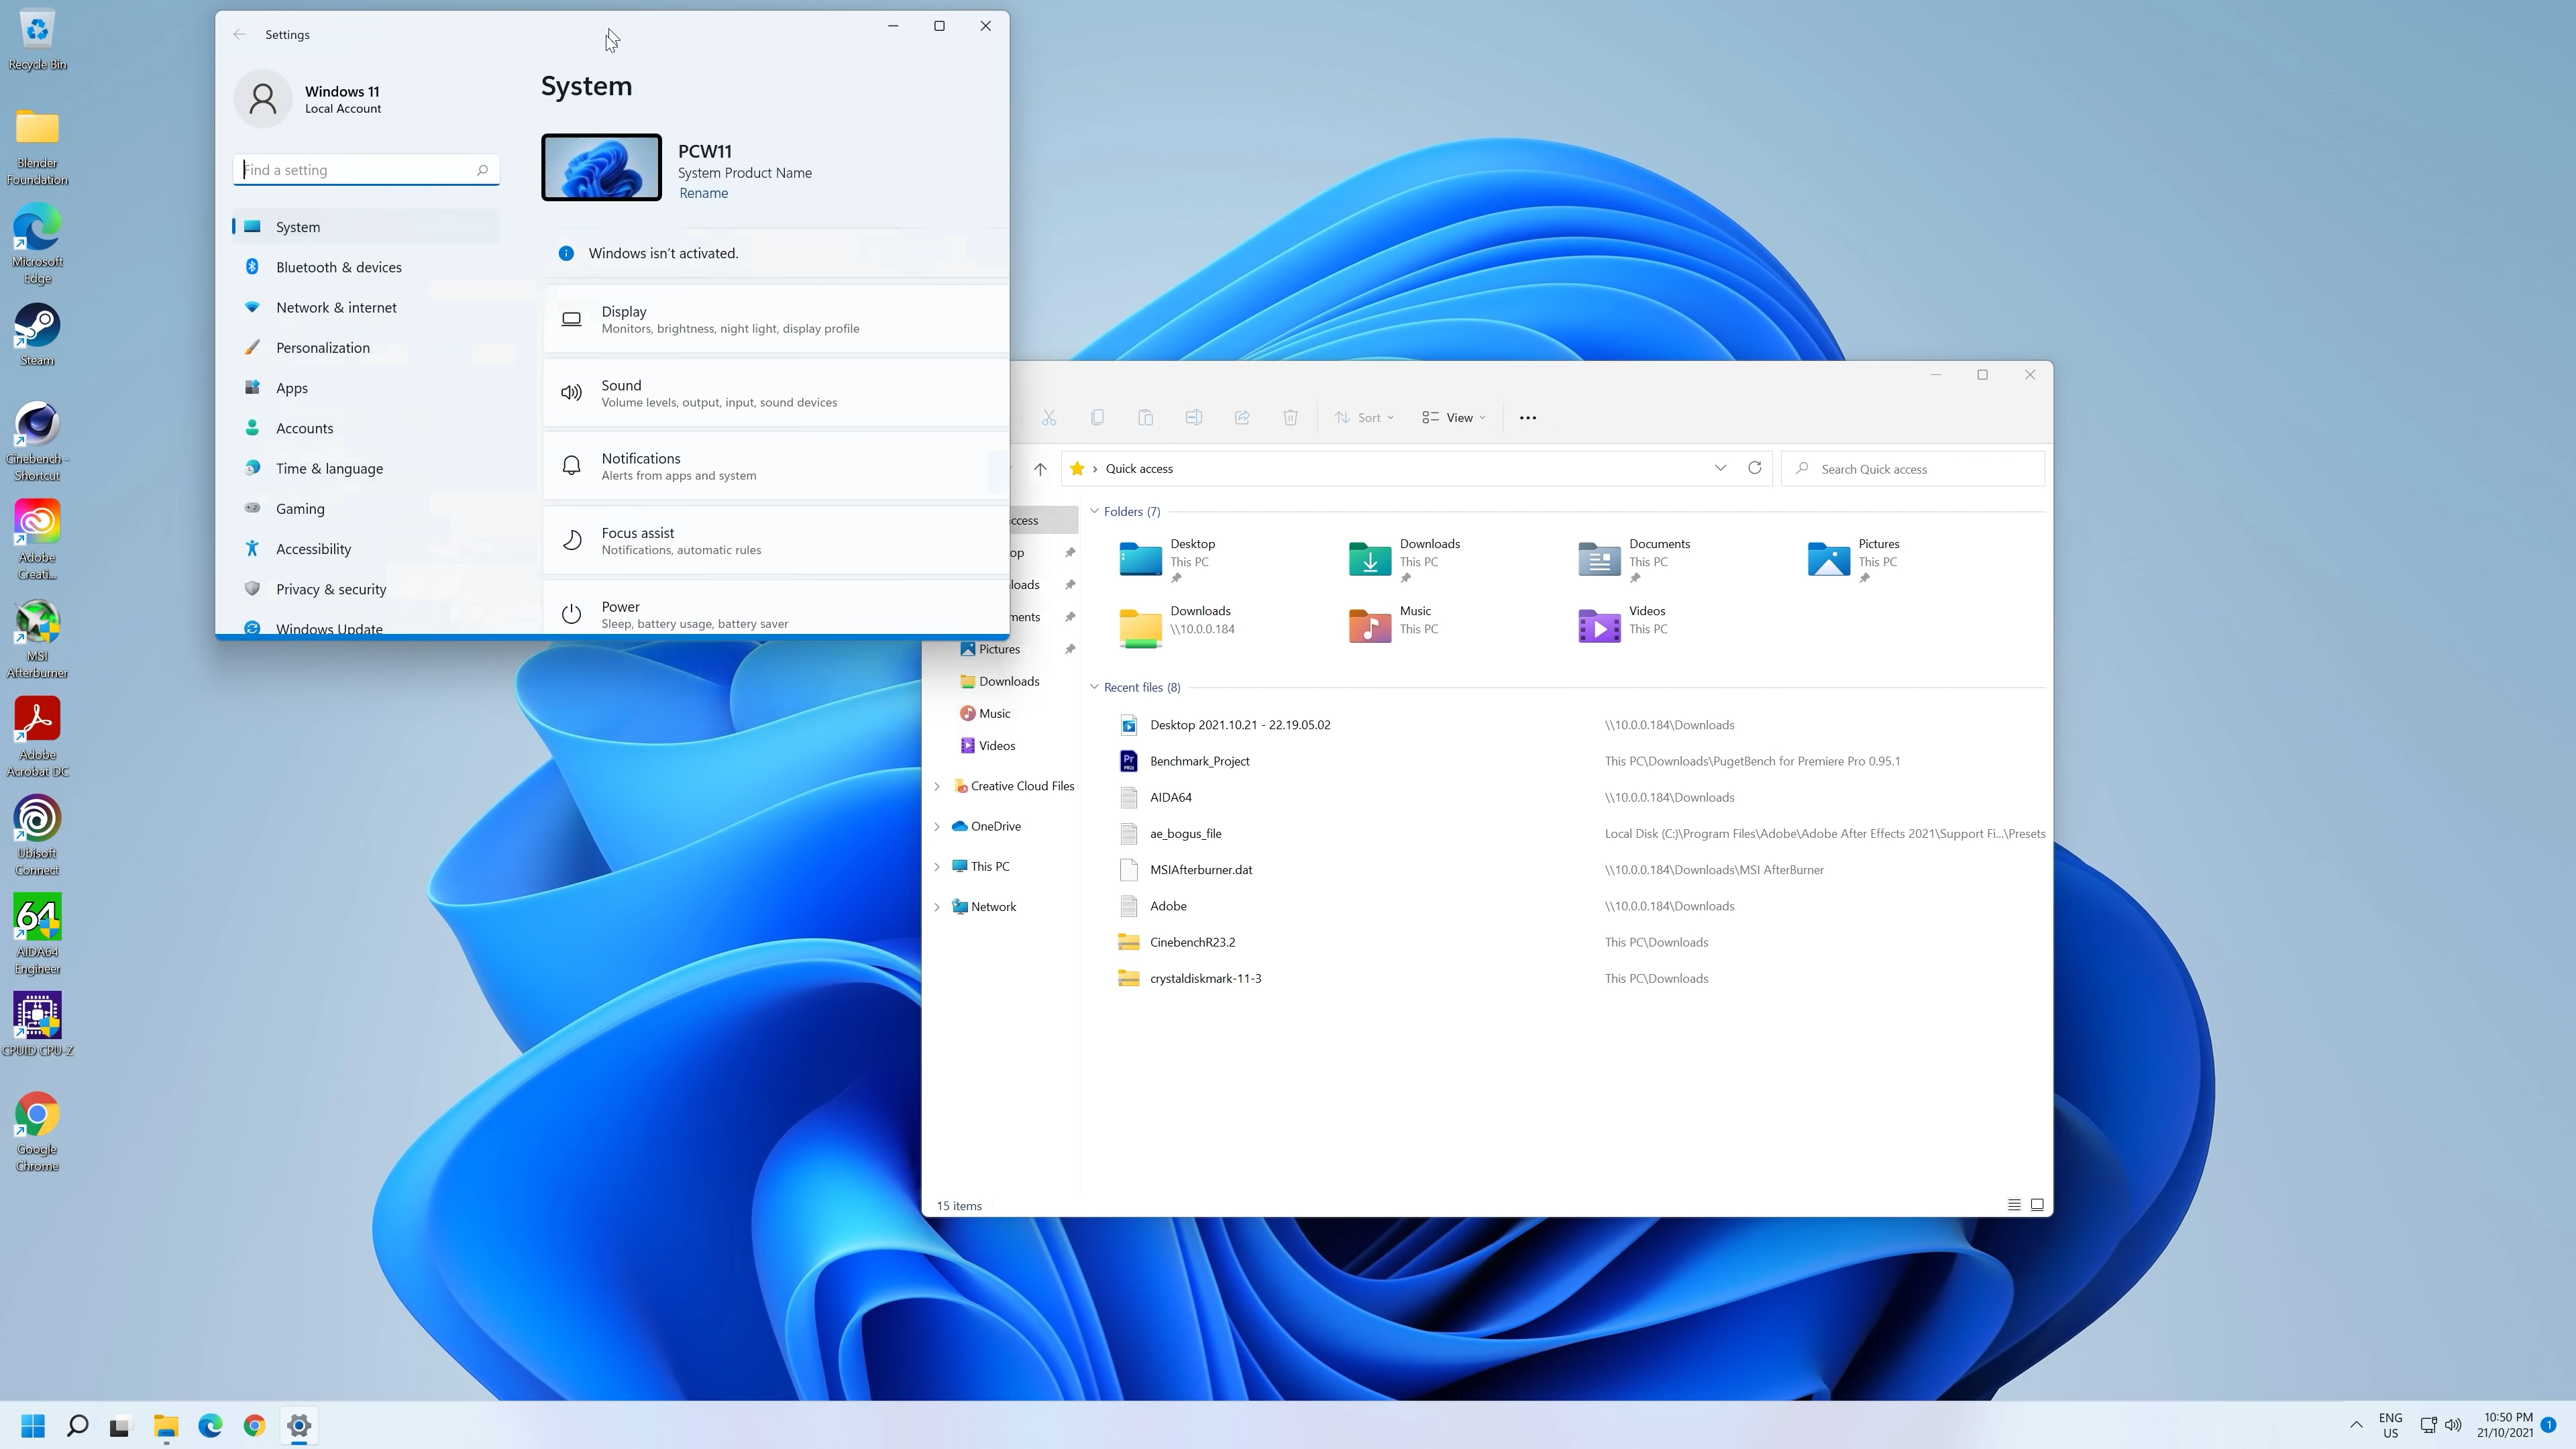 Recycle Bin
Blender
Foundation
Microsoft
Edge
Steam
Cinebench -
Shortcut
Adobe
Creati...
MSI
Afterburner
Adobe
Acrobat DC
Ubisoft
Connect
64
AIDA64
Engineer
CPUID CPU-Z
Google
Chrome
Settings
Windows 11
Local Account
Find a setting
System
Bluetooth & devices
Network & internet
Personalization
Apps
Accounts
Time & language
Gaming
Accessibility
Privacy & security
Windows Update
System
PCW11
System Product Name
Rename
Windows isn't activated.
Display
Monitors, brightness, night light, display profile
Sound
Volume levels, output, input, sound devices
Notifications
Alerts from apps and system
Focus assist
Notifications, automatic rules
Power
Sleep, battery usage, battery saver
Sort
View
Quick access
Search Quick access
ccess
op
loads
ments
Pictures
Downloads
Music
Videos
Creative Cloud Files
OneDrive
This PC
Network
Folders (7)
Desktop
This PC
Downloads
This PC
Documents
This PC
Pictures
This PC
Downloads
\\10.0.0.184
Music
This PC
Videos
This PC
Recent files (8)
Desktop 2021.10.21 - 22.19.05.02 \\10.0.0.184\Downloads
Pr
PROJ
Benchmark_Project This PC\Downloads\PugetBench for Premiere Pro 0.95.1
AIDA64 \\10.0.0.184\Downloads
ae_bogus_file Local Disk (C:)\Program Files\Adobe\Adobe After Effects 2021\Support Fi...\Presets
MSIAfterburner.dat \\10.0.0.184\Downloads\MSI AfterBurner
Adobe \\10.0.0.184\Downloads
CinebenchR23.2 This PC\Downloads
crystaldiskmark-11-3 This PC\Downloads
15 items
ENG
US
10:50 PM
21/10/2021
1